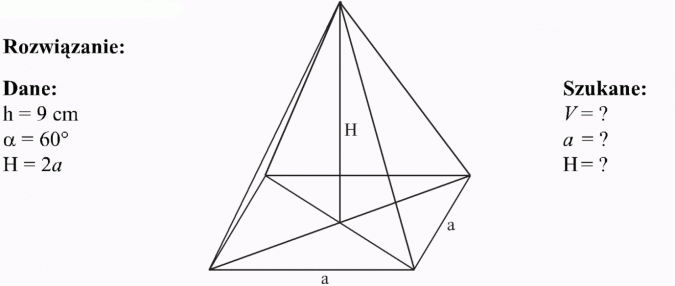 Rozwiązanie:
Dane:
h = 9 cm
α = 60°
H = 2a
Szukane:
V = ?
a = ?
H = ?
H
a
a